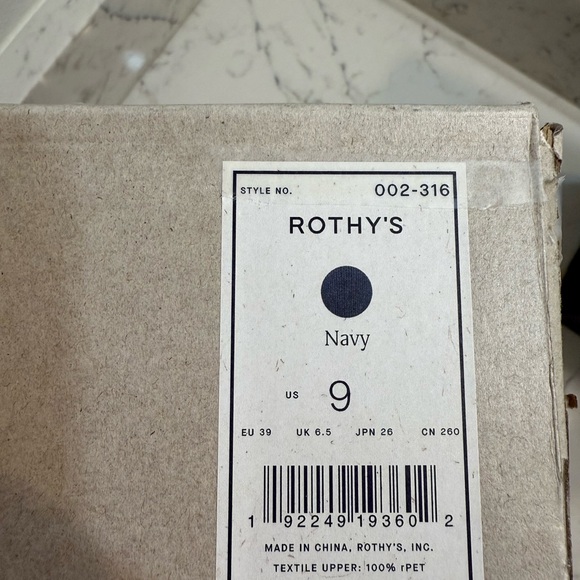 STYLE NO. 002-316
ROTHY'S
Navy
US 9
EU 39 UK 6.5 JPN 26 CN 260
1 92249 19360 2
MADE IN CHINA, ROTHY'S, INC.
TEXTILE UPPER: 100% rPET